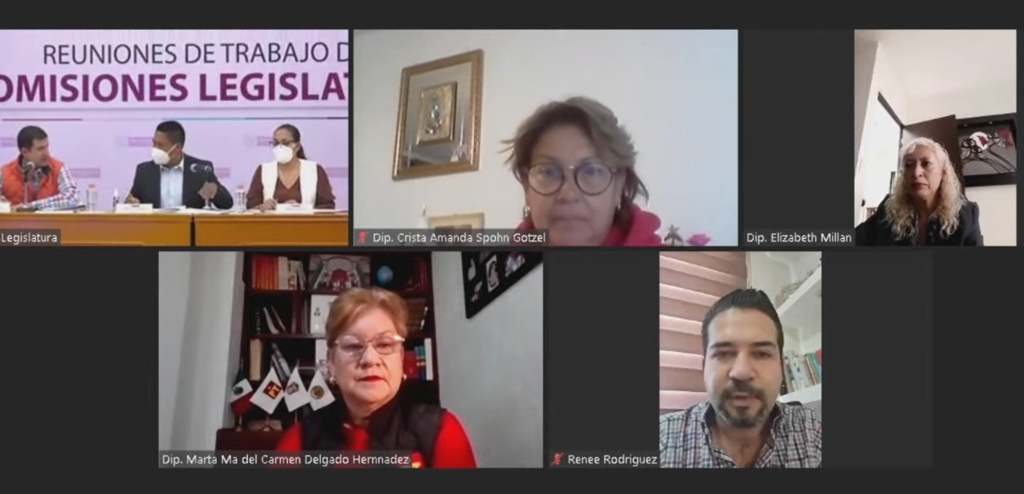 REUNIONES DE TRABAJO D
OMISIONES LEGISLAT
Legislatura
Dip. Crista Amanda Spohn Gotzel
Dip. Elizabeth Millan
Dip. Marta Ma del Carmen Delgado Hernnadez
Renee Rodriguez